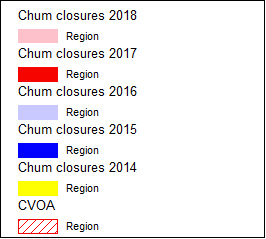 Chum closures 2018
Region
Chum closures 2017
Region
Chum closures 2016
Region
Chum closures 2015
Region
Chum closures 2014
Region
CVOA
Region